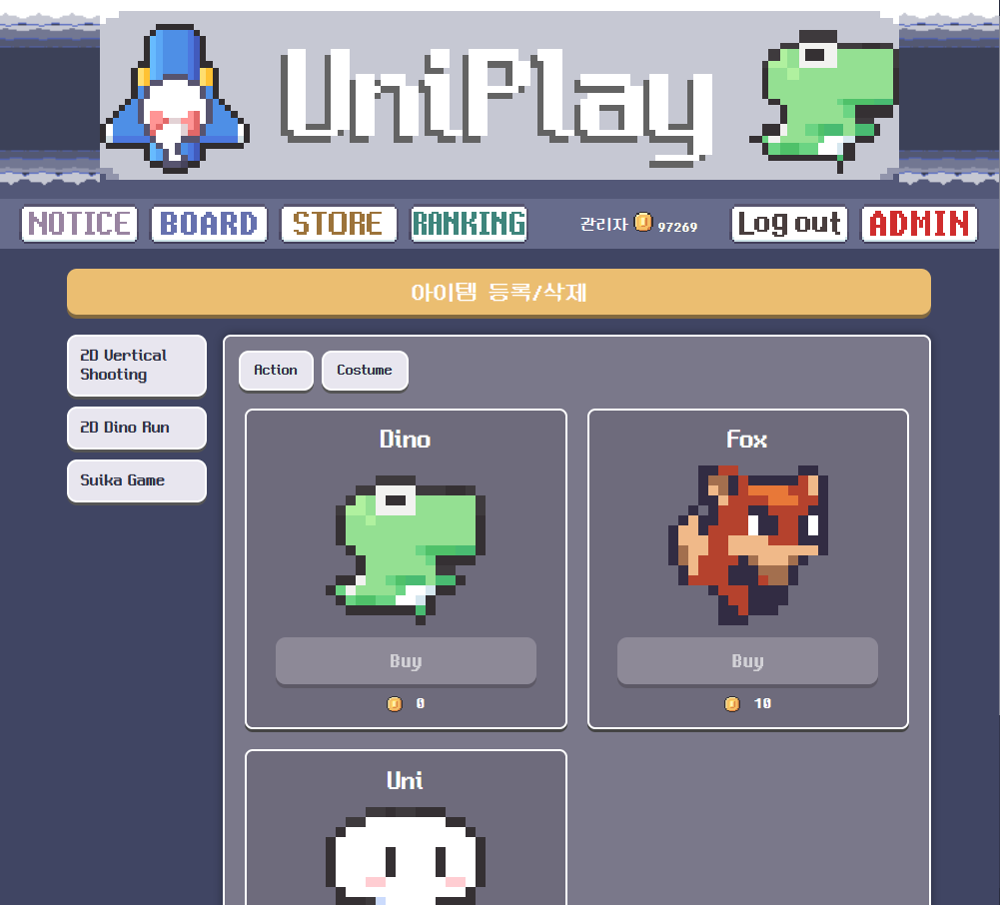 UniPlay
NOTICE BOARD STORE RANKING 관리자 97269 Log out ADMIN
아이템 등록/삭제
2D Vertical
Shooting
2D Dino Run
Suika Game
Action Costume
Dino
Buy
0
Fox
Buy
10
Uni